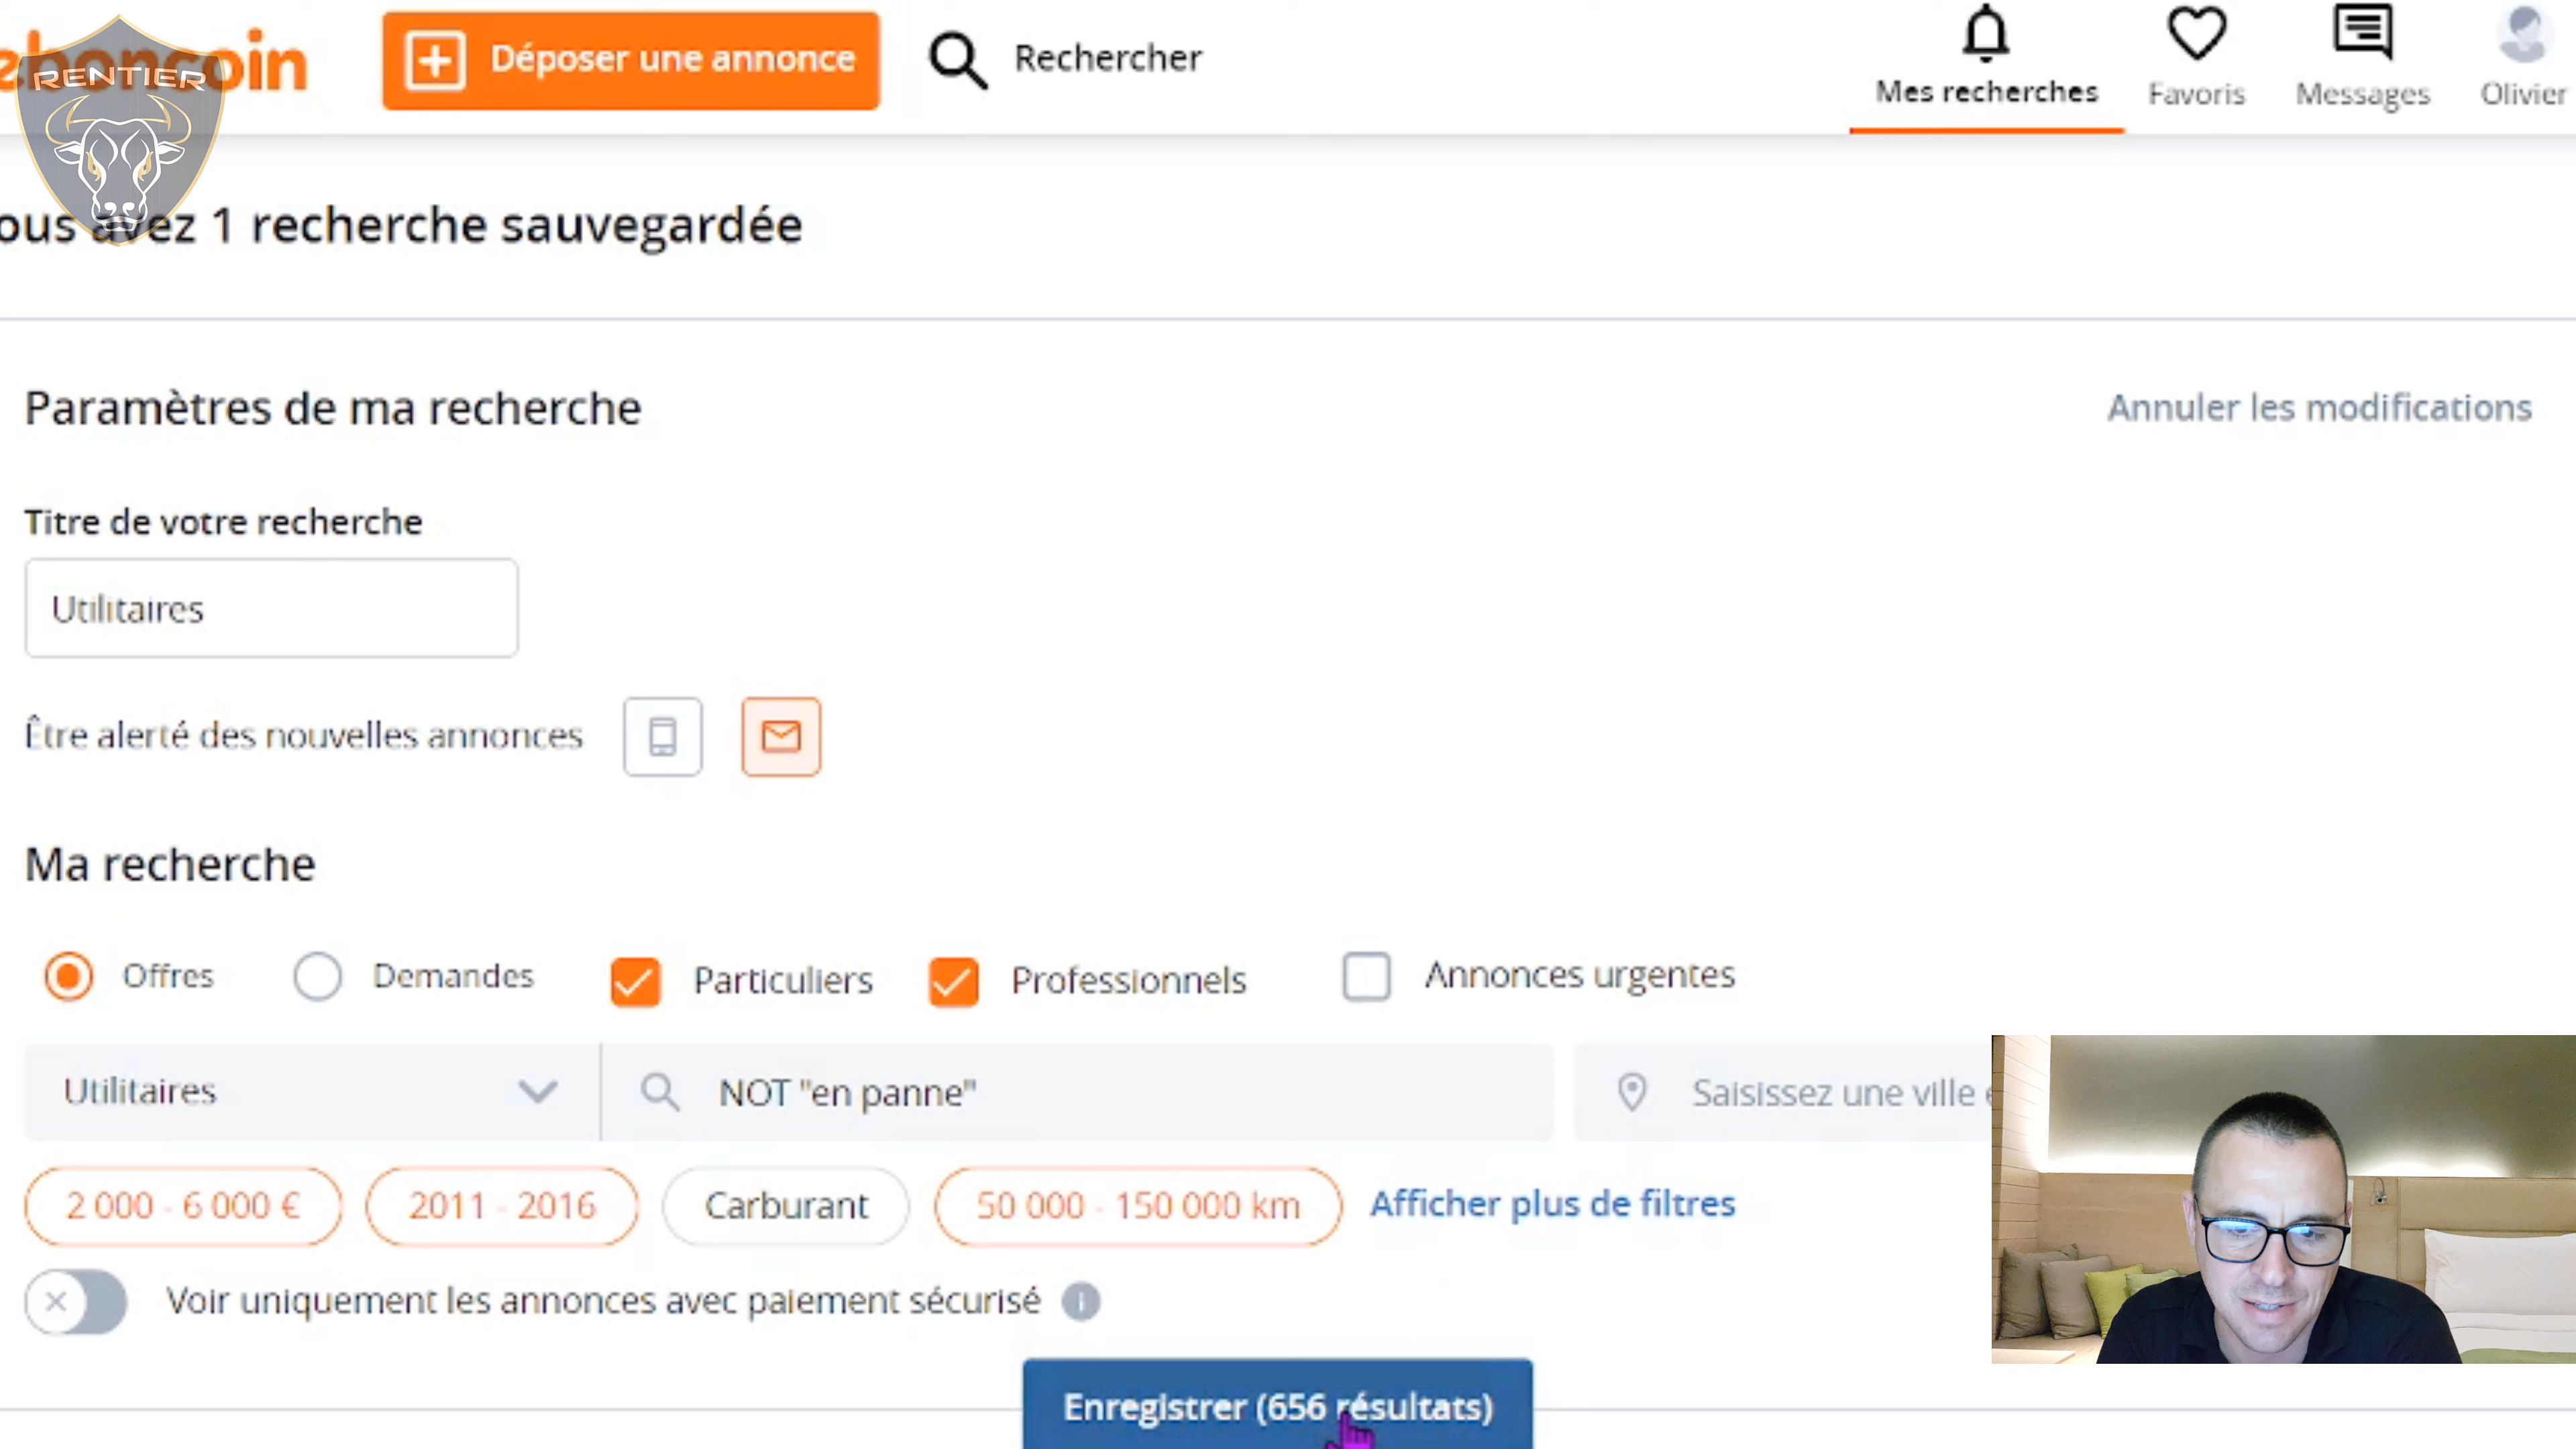 eboncoin
RENTIER
Déposer une annonce
Rechercher
Mes recherches
Favoris
Messages
Olivier
ous avez 1 recherche sauvegardée
Paramètres de ma recherche
Annuler les modifications
Titre de votre recherche
Utilitaires
Être alerté des nouvelles annonces
Ma recherche
Offres
Demandes
Particuliers
Professionnels
Annonces urgentes
Utilitaires
NOT "en panne"
Saisissez une ville
2 000 - 6 000 €
2011 - 2016
Carburant
50 000 - 150 000 km
Afficher plus de filtres
Voir uniquement les annonces avec paiement sécurisé
Enregistrer (656 résultats)